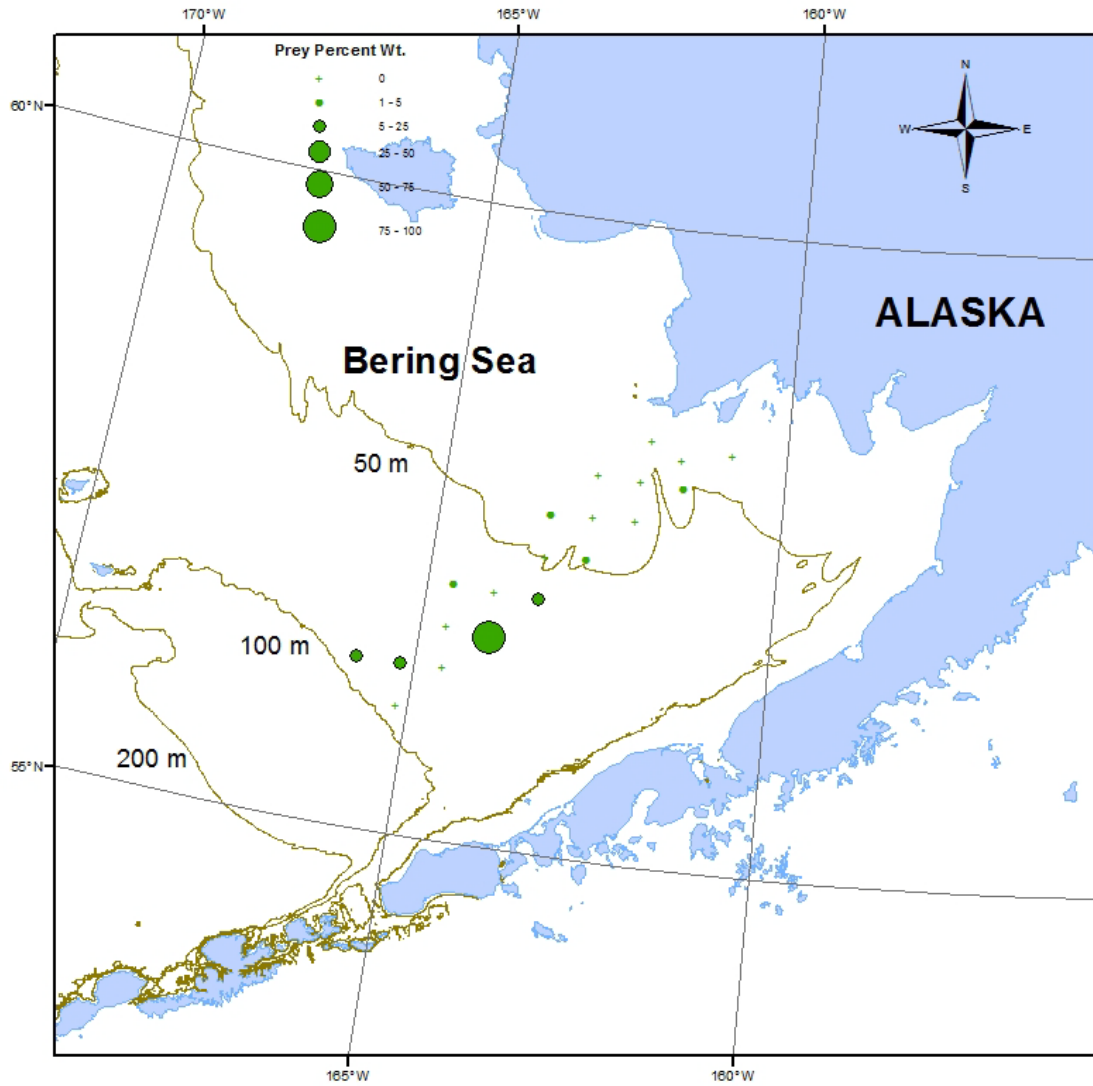 170°W 165°W 160°W
Prey Percent Wt.
0
1 - 5
5 - 25
25 - 50
50 - 75
75 - 100
N
W E
S
60°N
ALASKA
Bering Sea
50 m
100 m
200 m
55°N
165°W 160°W